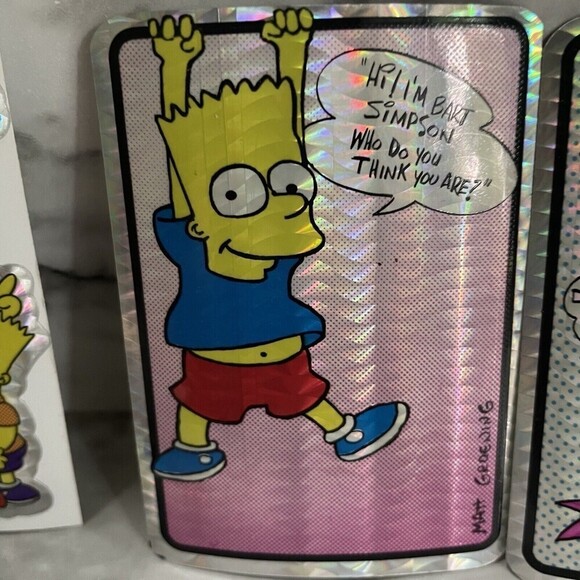 "Hi! I'M BART
SIMPSON
WHO DO YOU
THINK YOU ARE?"
MATT GROENING